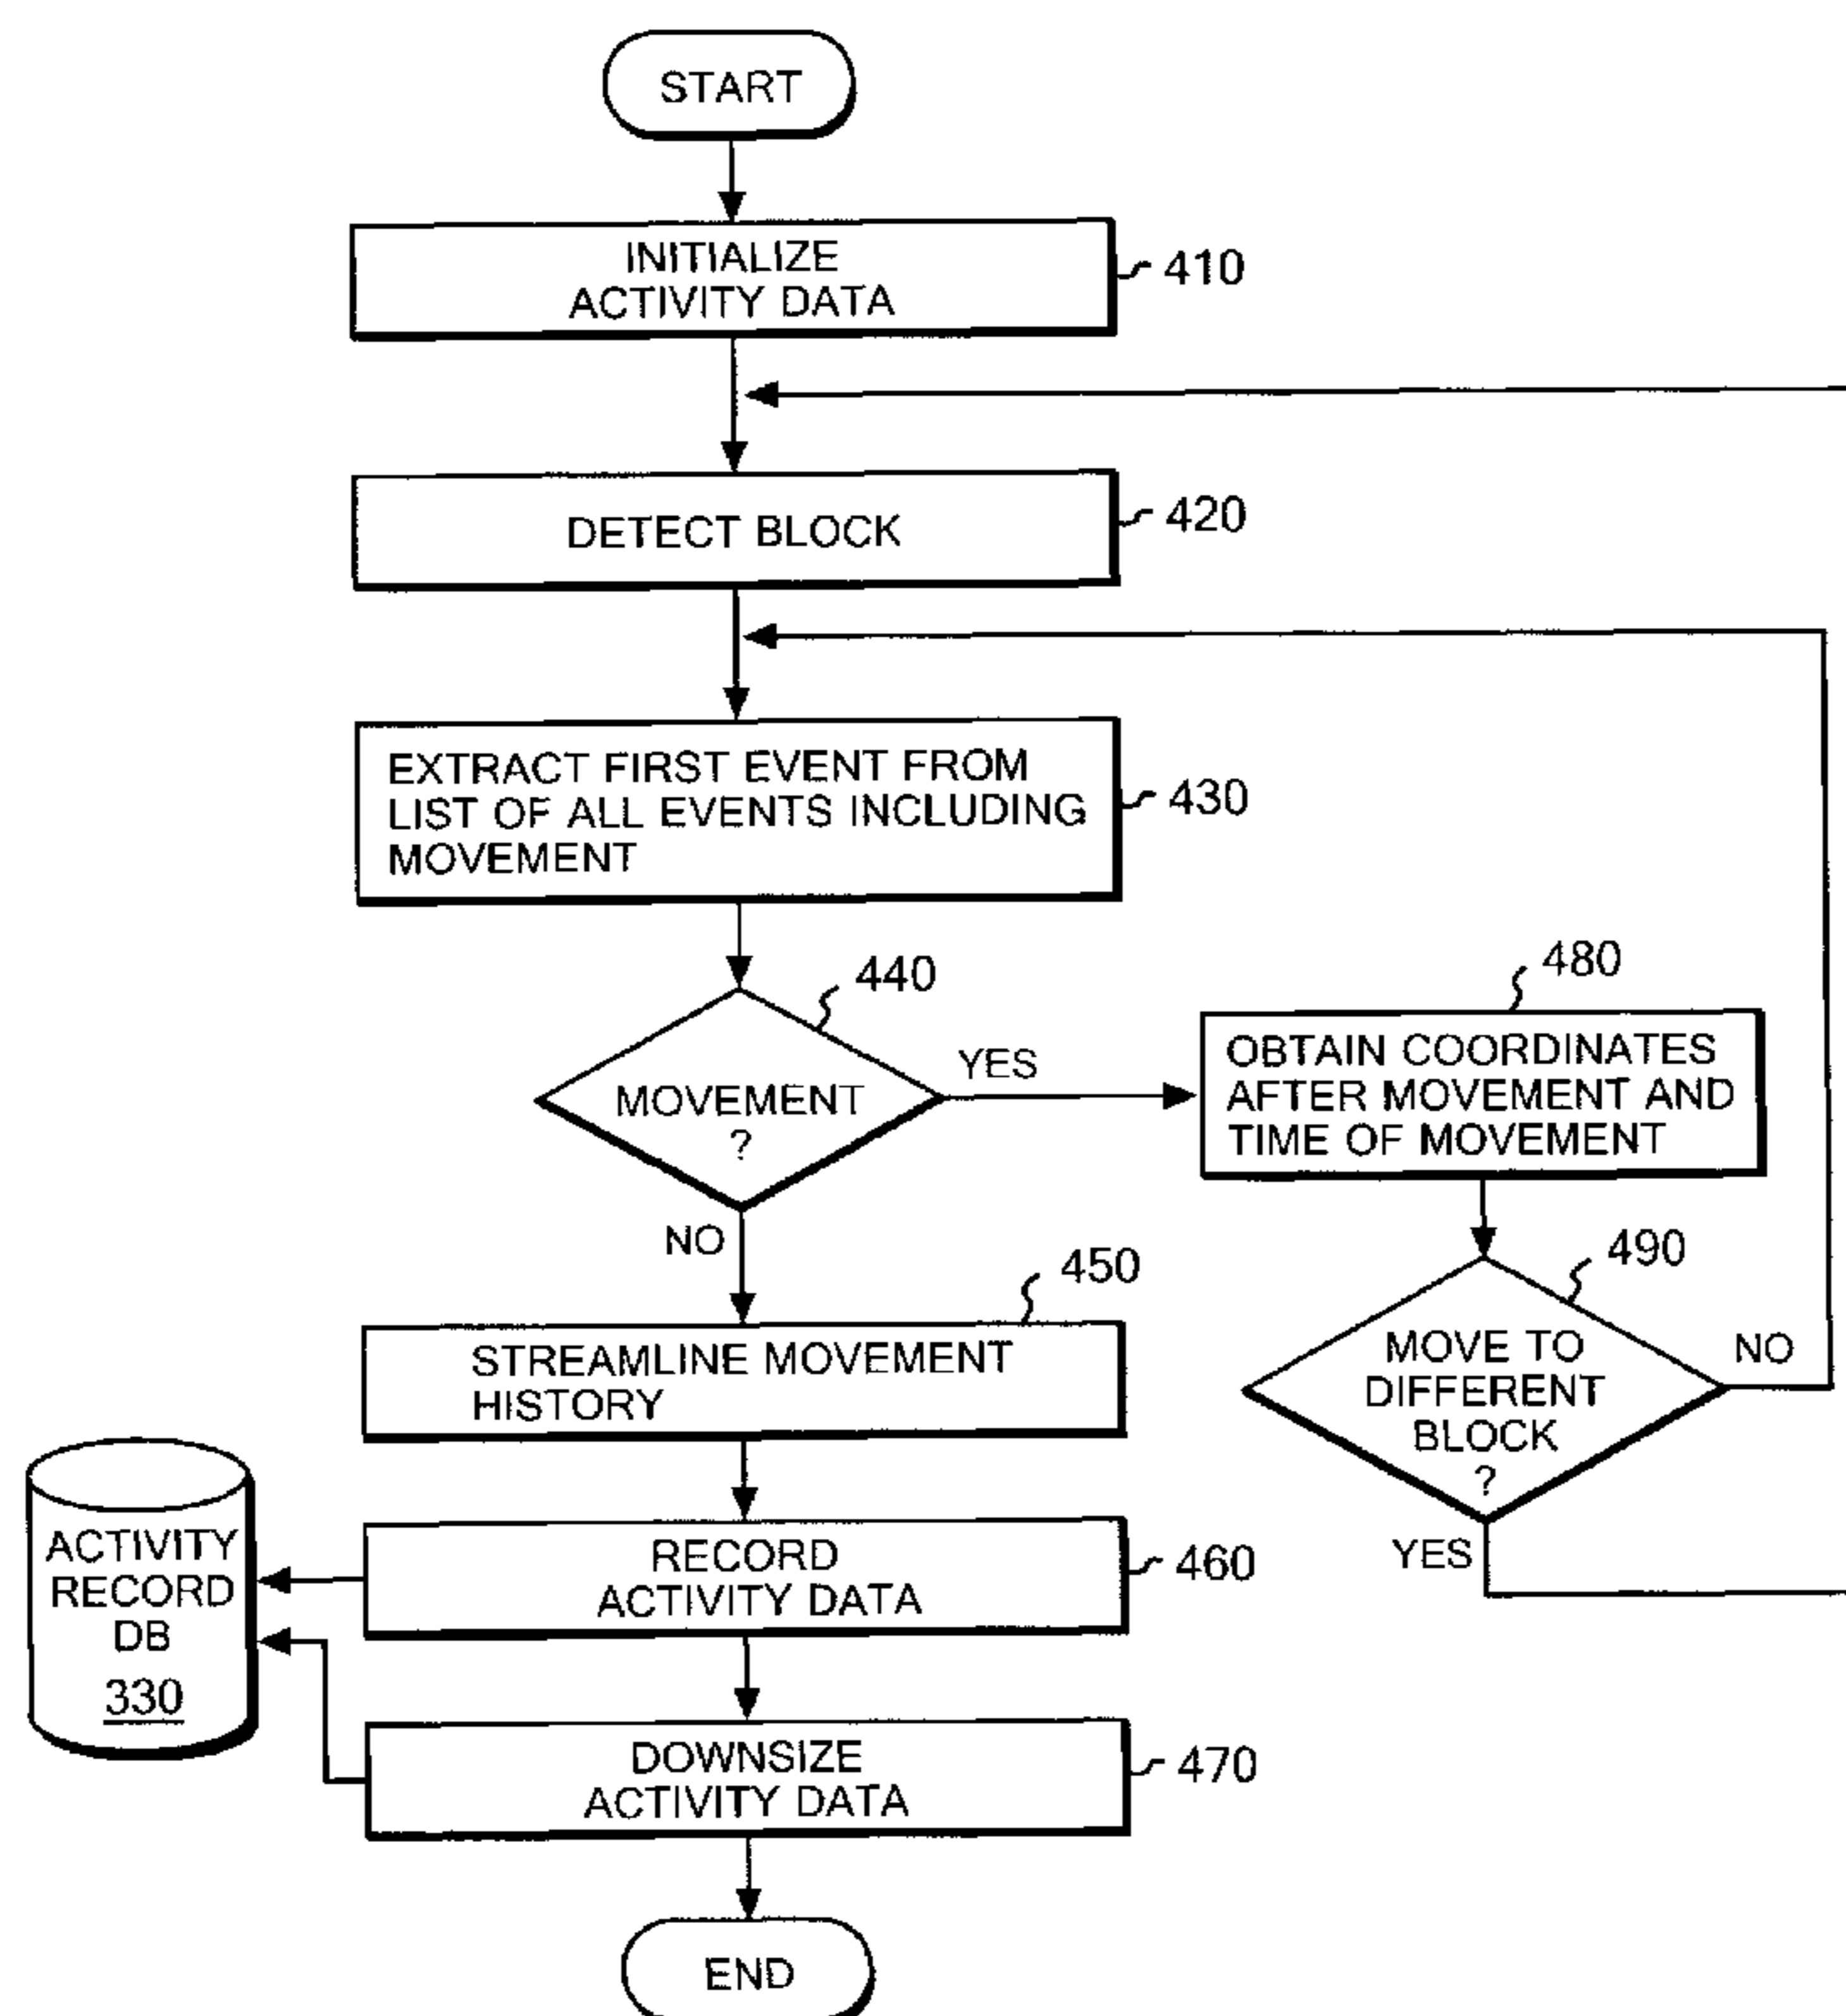 START
INITIALIZE
ACTIVITY DATA
410
DETECT BLOCK
420
EXTRACT FIRST EVENT FROM
LIST OF ALL EVENTS INCLUDING
MOVEMENT
430
440
MOVEMENT
?
YES
NO
480
OBTAIN COORDINATES
AFTER MOVEMENT AND
TIME OF MOVEMENT
490
MOVE TO
DIFFERENT
BLOCK
?
NO
YES
450
STREAMLINE MOVEMENT
HISTORY
ACTIVITY
RECORD
DB
330
RECORD
ACTIVITY DATA
460
DOWNSIZE
ACTIVITY DATA
470
END